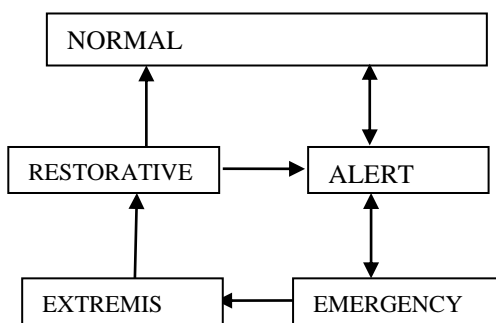 NORMAL
RESTORATIVE
ALERT
EXTREMIS
EMERGENCY